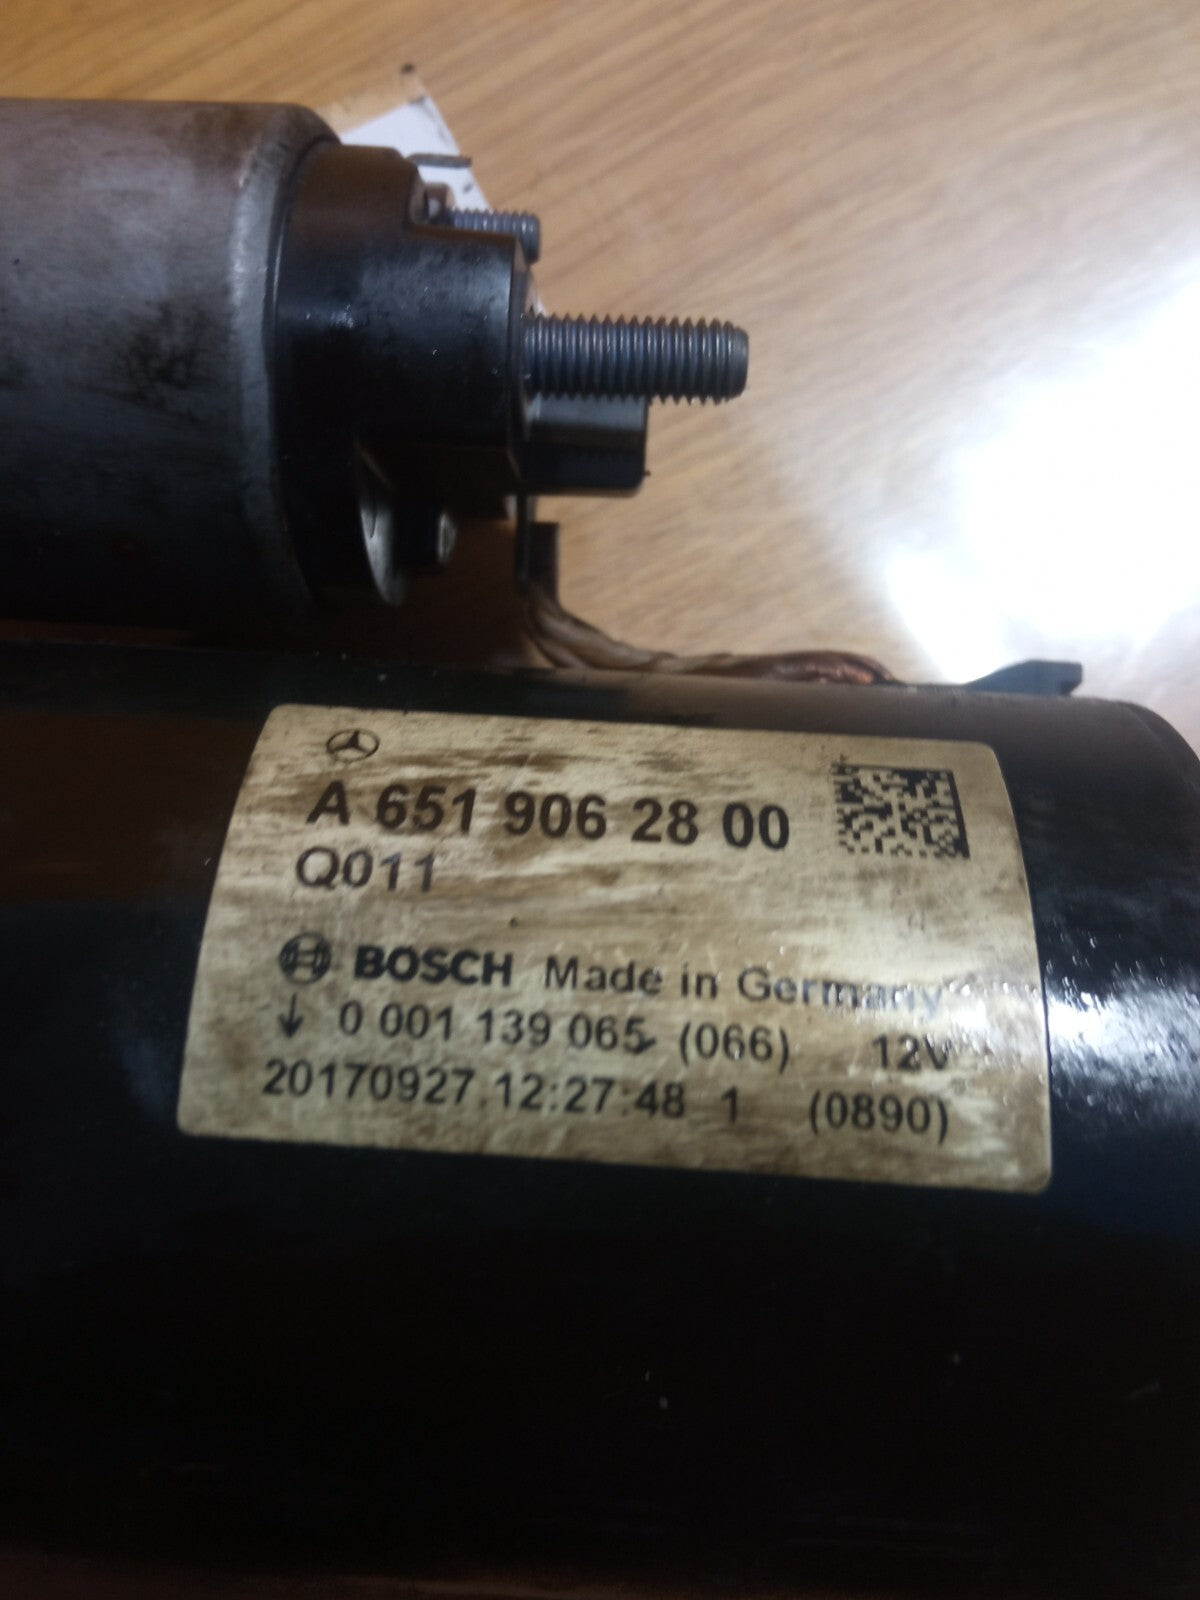 A 651 906 28 00
Q011
BOSCH Made in Germany
↓ 0 001 139 065 (066) 12V
20170927 12:27:48 1 (0890)